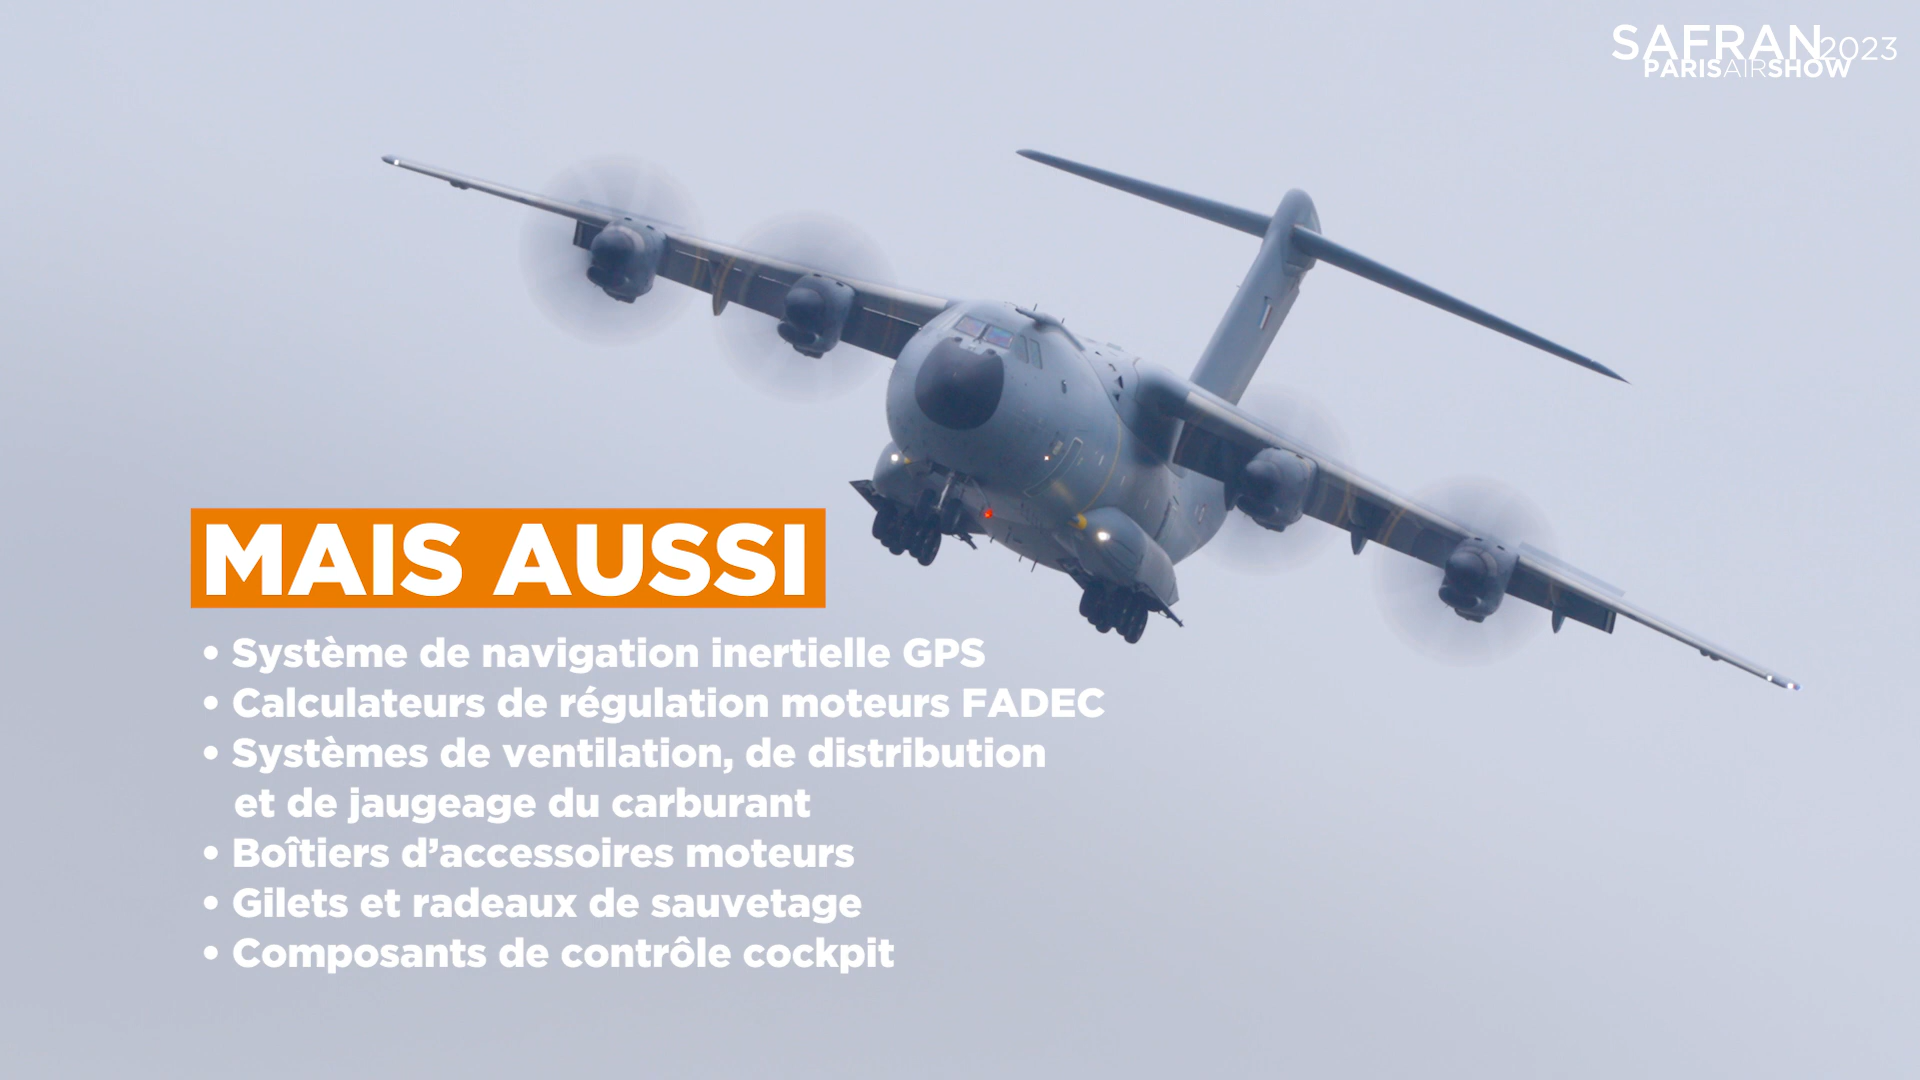 SAFRAN 2023
PARISAIRSHOW
MAIS AUSSI
• Système de navigation inertielle GPS
• Calculateurs de régulation moteurs FADEC
• Systèmes de ventilation, de distribution
et de jaugeage du carburant
• Boîtiers d’accessoires moteurs
• Gilets et radeaux de sauvetage
• Composants de contrôle cockpit